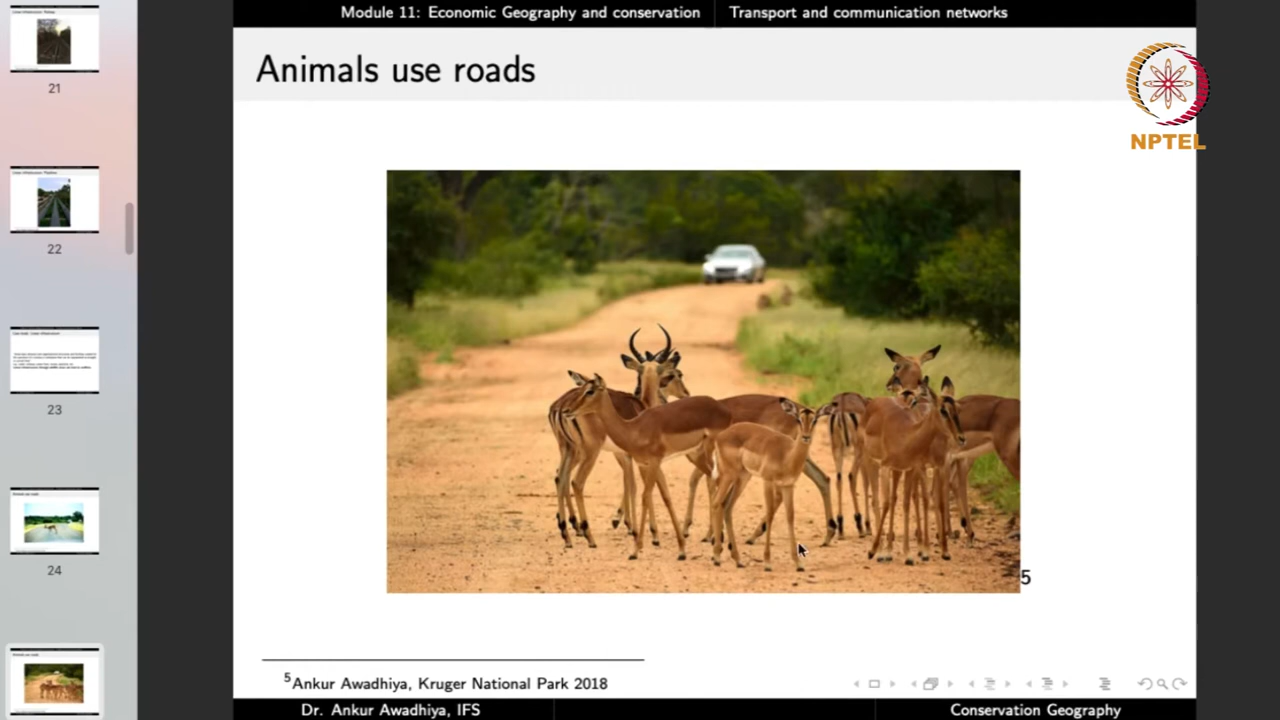 Module 11: Economic Geography and conservation Transport and communication networks
Animals use roads
NPTEL
21
22
23
24
5
5Ankur Awadhiya, Kruger National Park 2018
Dr. Ankur Awadhiya, IFS Conservation Geography